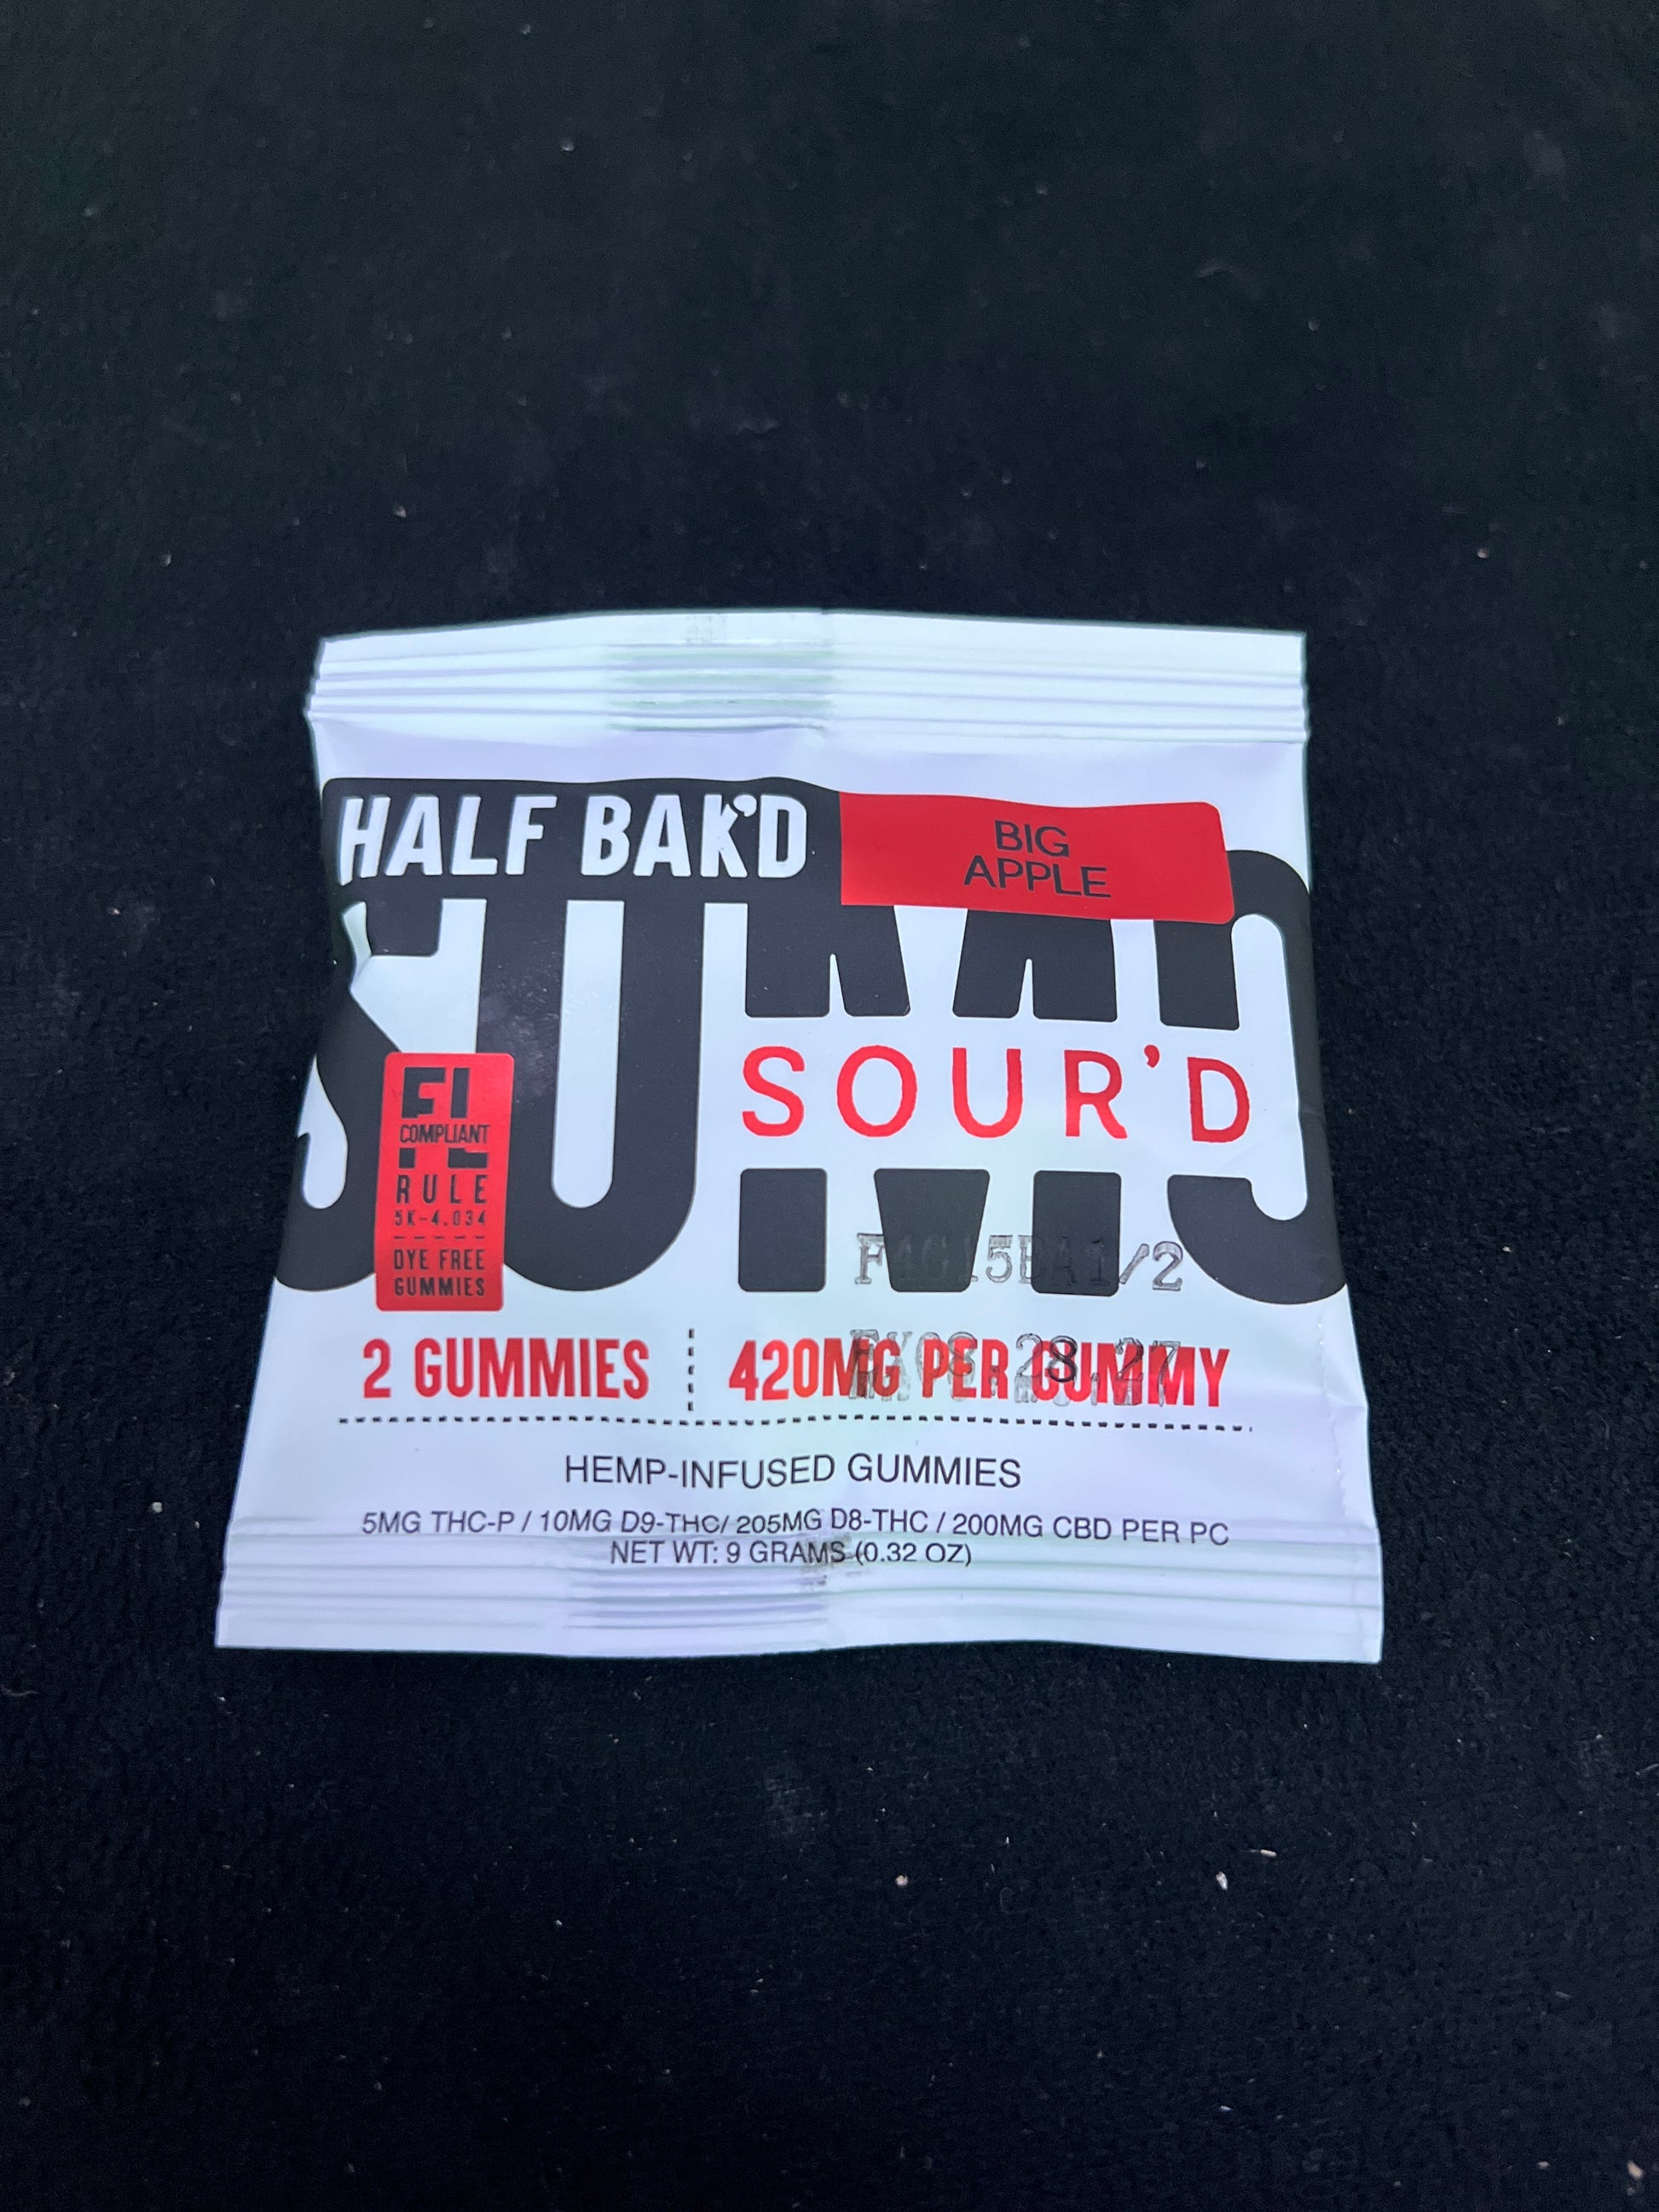 HALF BAK'D
BIG
APPLE
SOUR'D
FL
COMPLIANT
RULE
5K-4.034
DYE FREE
GUMMIES
2 GUMMIES
420MG PER GUMMY
HEMP-INFUSED GUMMIES
5MG THC-P / 10MG D9-THC/ 205MG D8-THC / 200MG CBD PER PC
NET WT: 9 GRAMS (0.32 OZ)